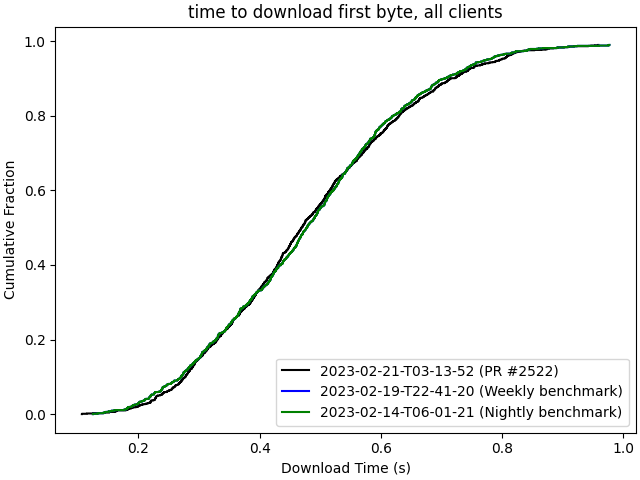 time to download first byte, all clients
1.0
0.8
0.6
0.4
0.2
0.0
Cumulative Fraction
2023-02-21-T03-13-52 (PR #2522)
2023-02-19-T22-41-20 (Weekly benchmark)
2023-02-14-T06-01-21 (Nightly benchmark)
0.2 0.4 0.6 0.8 1.0
Download Time (s)